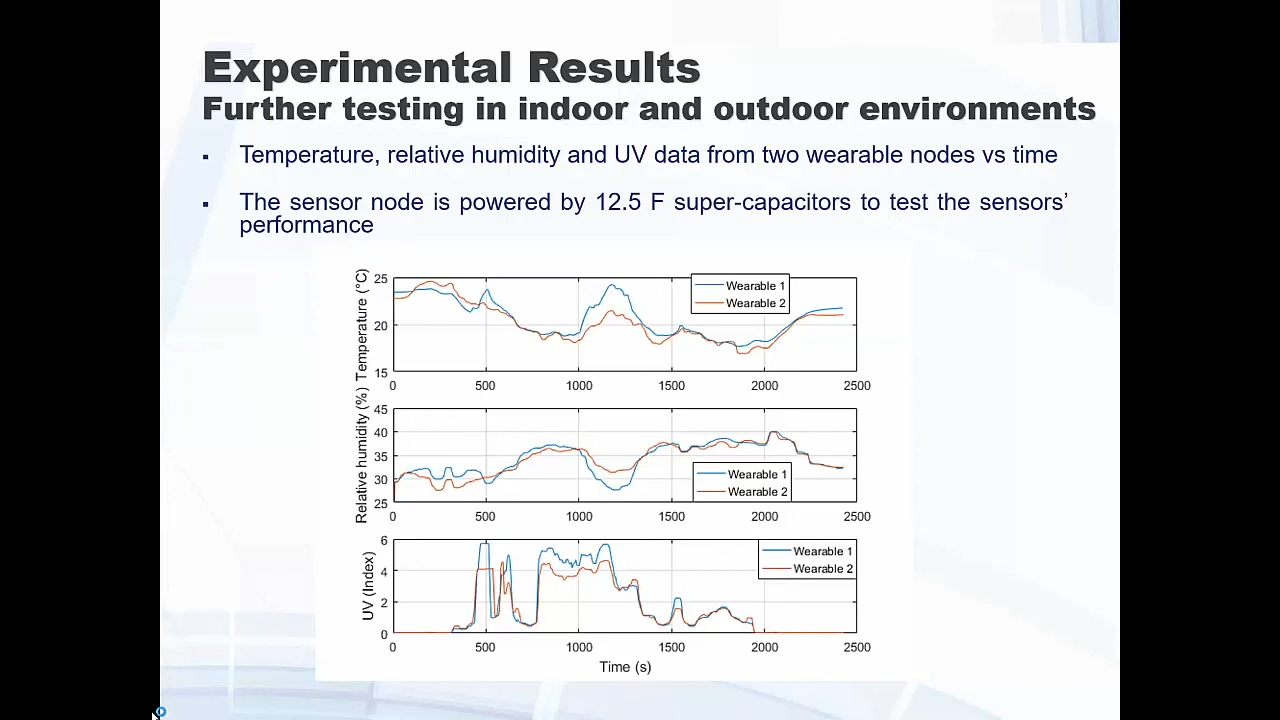 Experimental Results
Further testing in indoor and outdoor environments
▪ Temperature, relative humidity and UV data from two wearable nodes vs time
▪ The sensor node is powered by 12.5 F super-capacitors to test the sensors’
performance
Temperature (°C)
25
20
15
0 500 1000 1500 2000 2500
Wearable 1
Wearable 2
Relative humidity (%)
45
40
35
30
25
0 500 1000 1500 2000 2500
Wearable 1
Wearable 2
UV (Index)
6
4
2
0
0 500 1000 1500 2000 2500
Wearable 1
Wearable 2
Time (s)